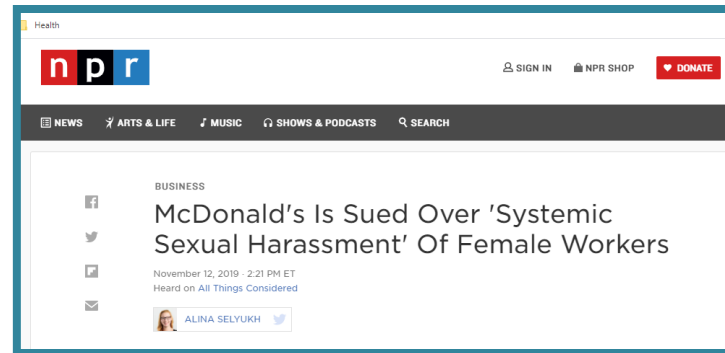 Health
npr
SIGN IN NPR SHOP DONATE
NEWS ARTS & LIFE MUSIC SHOWS & PODCASTS SEARCH
BUSINESS
McDonald's Is Sued Over 'Systemic
Sexual Harassment' Of Female Workers
November 12, 2019 · 2:21 PM ET
Heard on All Things Considered
ALINA SELYUKH